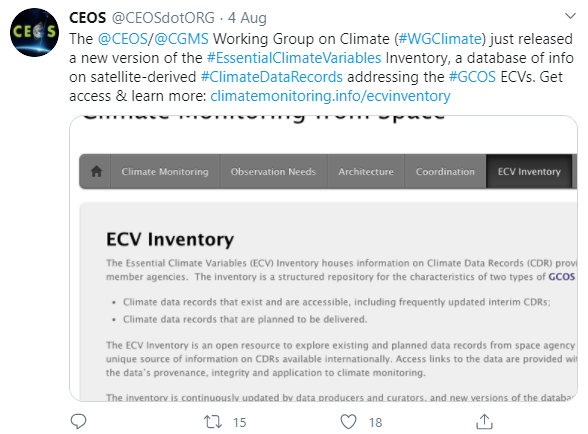 CEOS
CEOS @CEOSdotORG · 4 Aug
The @CEOS/@CGMS Working Group on Climate (#WGClimate) just released
a new version of the #EssentialClimateVariables Inventory, a database of info
on satellite-derived #ClimateDataRecords addressing the #GCOS ECVs. Get
access & learn more: climatemonitoring.info/ecvinventory
Climate Monitoring from Space
Climate Monitoring Observation Needs Architecture Coordination ECV Inventory
ECV Inventory
The Essential Climate Variables (ECV) Inventory houses information on Climate Data Records (CDR) provi
member agencies. The inventory is a structured repository for the characteristics of two types of GCOS
• Climate data records that exist and are accessible, including frequently updated interim CDRs;
• Climate data records that are planned to be delivered.
The ECV Inventory is an open resource to explore existing and planned data records from space agency
unique source of information on CDRs available internationally. Access links to the data are provided wit
the data's provenance, integrity and application to climate monitoring.
The inventory is continuously updated by data producers and curators, and new versions of the databa
15 18